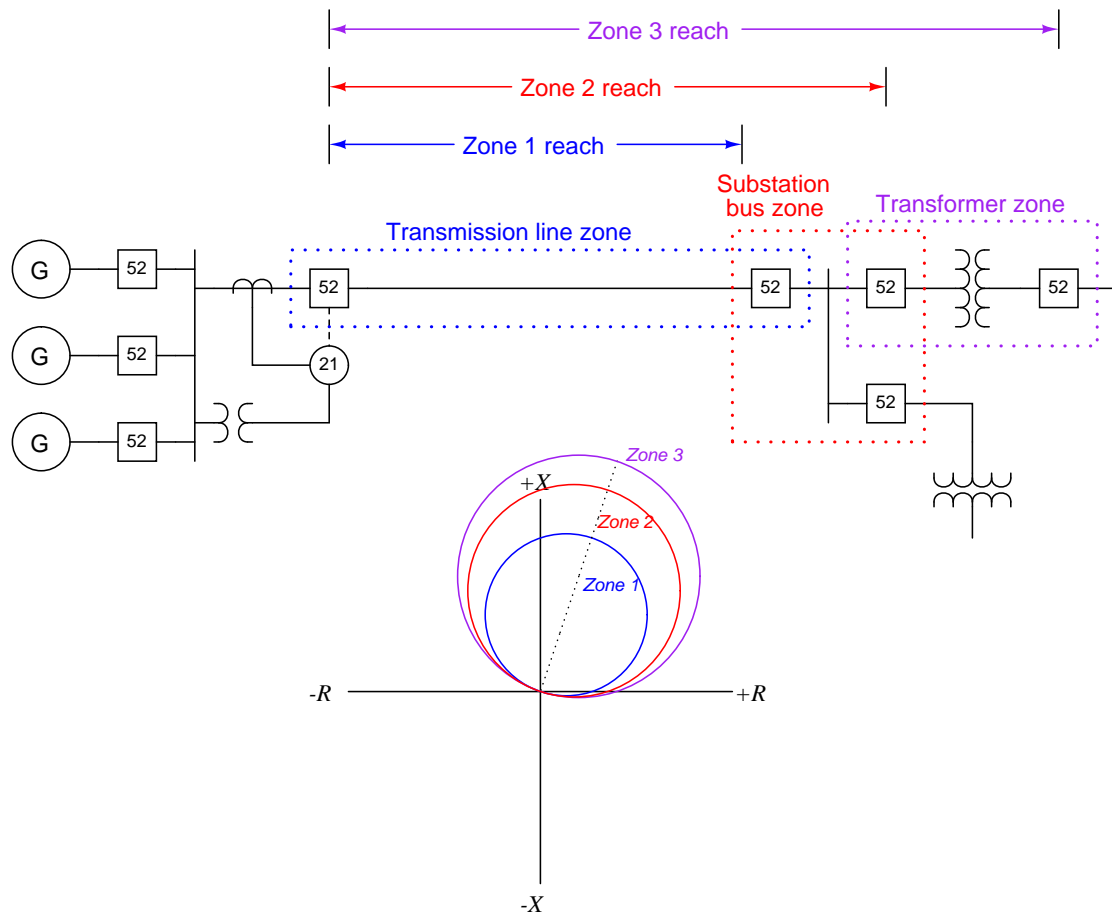 Zone 3 reach
Zone 2 reach
Zone 1 reach
Substation
bus zone
Transformer zone
Transmission line zone
G
52
52
52
52
52
G
52
21
G
52
52
Zone 3
+X
Zone 2
Zone 1
-R
+R
-X